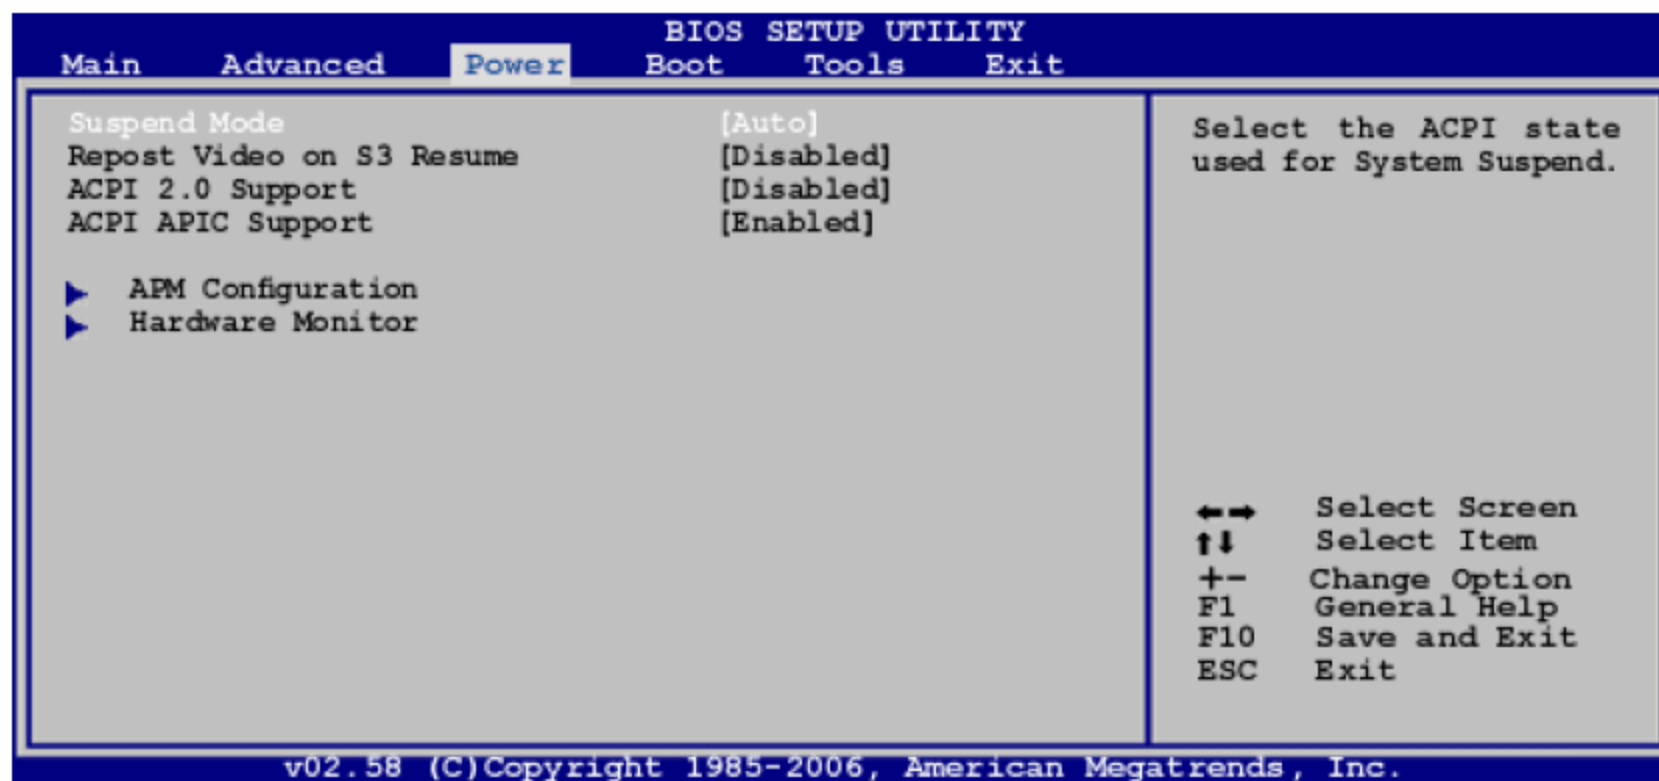 BIOS SETUP UTILITY
Main Advanced Power Boot Tools Exit
Suspend Mode [Auto]
Repost Video on S3 Resume [Disabled]
ACPI 2.0 Support [Disabled]
ACPI APIC Support [Enabled]
APM Configuration
Hardware Monitor
Select the ACPI state
used for System Suspend.
←→ Select Screen
↑↓ Select Item
+- Change Option
F1 General Help
F10 Save and Exit
ESC Exit
v02.58 (C)Copyright 1985-2006, American Megatrends, Inc.